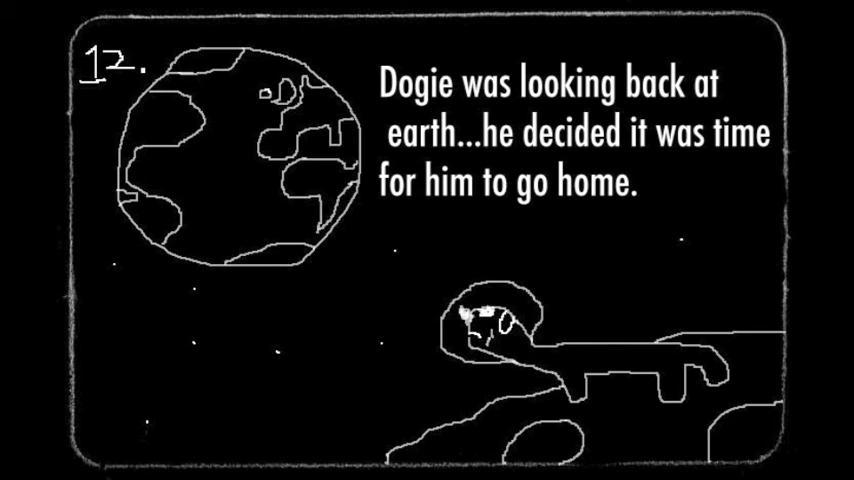 12.
Dogie was looking back at
earth...he decided it was time
for him to go home.